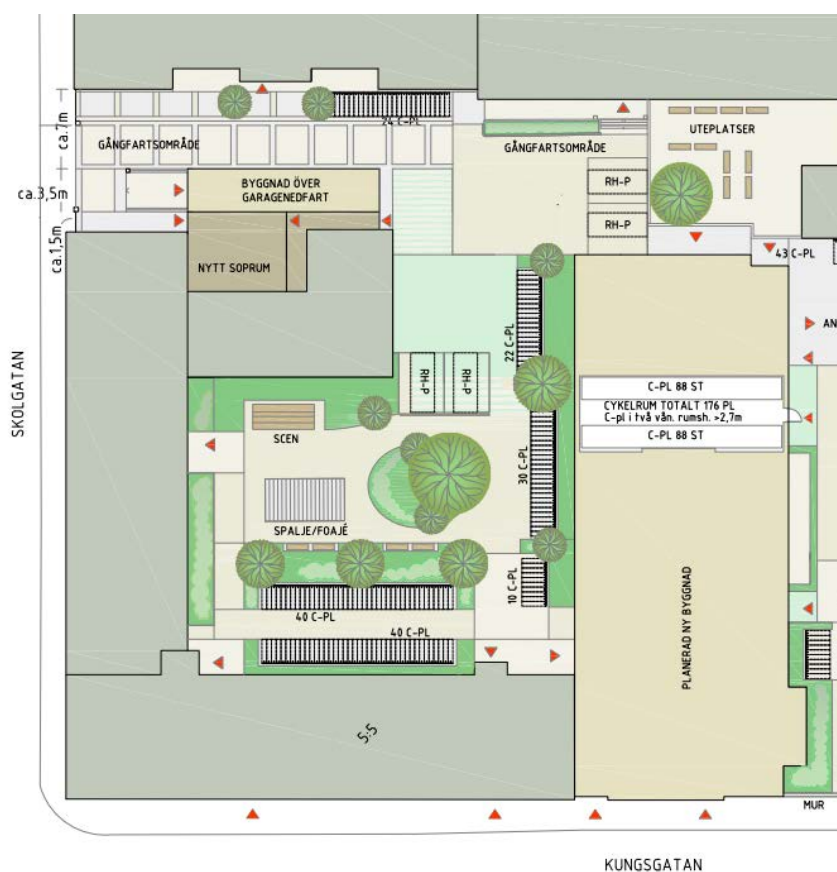 24 C-PL
ca.7m
GÅNGFARTSOMRÅDE
GÅNGFARTSOMRÅDE
UTEPLATSER
RH-P
RH-P
ca.3,5m
BYGGNAD ÖVER
GARAGENEDFART
ca.1,5m
NYTT SOPRUM
43 C-PL
22 C-PL
AN
RH-P
RH-P
SKOLGATAN
C-PL 88 ST
CYKELRUM TOTALT 176 PL
C-pl i två vån. rumsh. >2,7m
C-PL 88 ST
SCEN
30 C-PL
SPALJE/FOAJÉ
10 C-PL
40 C-PL
40 C-PL
PLANERAD NY BYGGNAD
5:5
MUR
KUNGSGATAN